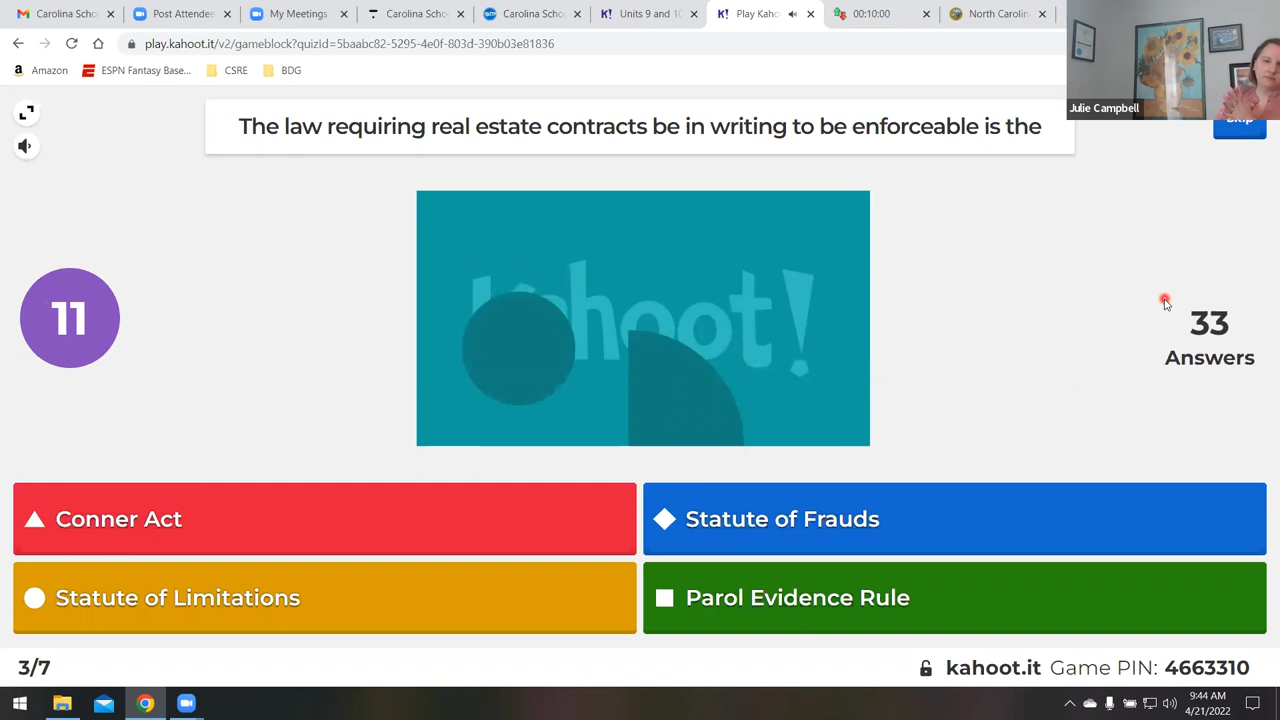 Carolina Scho
Post Attendee
My Meetings
Carolina Scho
Carolina Scho
Units 9 and 10
Play Kaho
00:10:00
North Carolin
play.kahoot.it/v2/gameblock?quizId=5baabc82-5295-4e0f-803d-390b03e81836
Amazon
ESPN Fantasy Base...
CSRE
BDG
Julie Campbell
Skip
The law requiring real estate contracts be in writing to be enforceable is the
Kahoot!
11
33
Answers
Conner Act
Statute of Frauds
Statute of Limitations
Parol Evidence Rule
3/7
kahoot.it Game PIN: 4663310
9:44 AM
4/21/2022